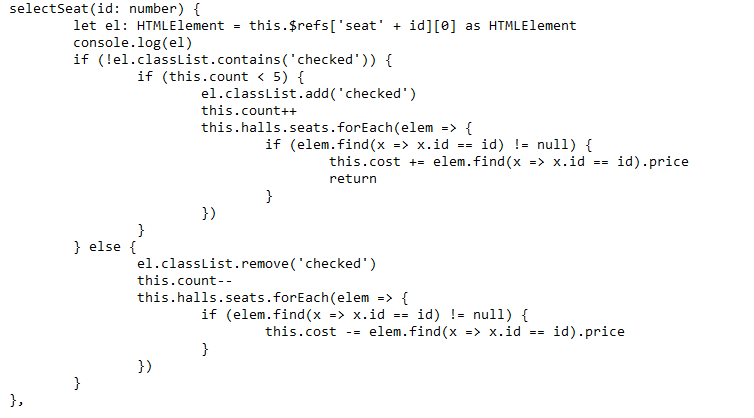 selectSeat(id: number) {
        let el: HTMLElement = this.$refs['seat' + id][0] as HTMLElement
        console.log(el)
        if (!el.classList.contains('checked')) {
                if (this.count < 5) {
                        el.classList.add('checked')
                        this.count++
                        this.halls.seats.forEach(elem => {
                                if (elem.find(x => x.id == id) != null) {
                                        this.cost += elem.find(x => x.id == id).price
                                        return
                                }
                        })
                }
        } else {
                el.classList.remove('checked')
                this.count--
                this.halls.seats.forEach(elem => {
                        if (elem.find(x => x.id == id) != null) {
                                this.cost -= elem.find(x => x.id == id).price
                        }
                })
        }
},